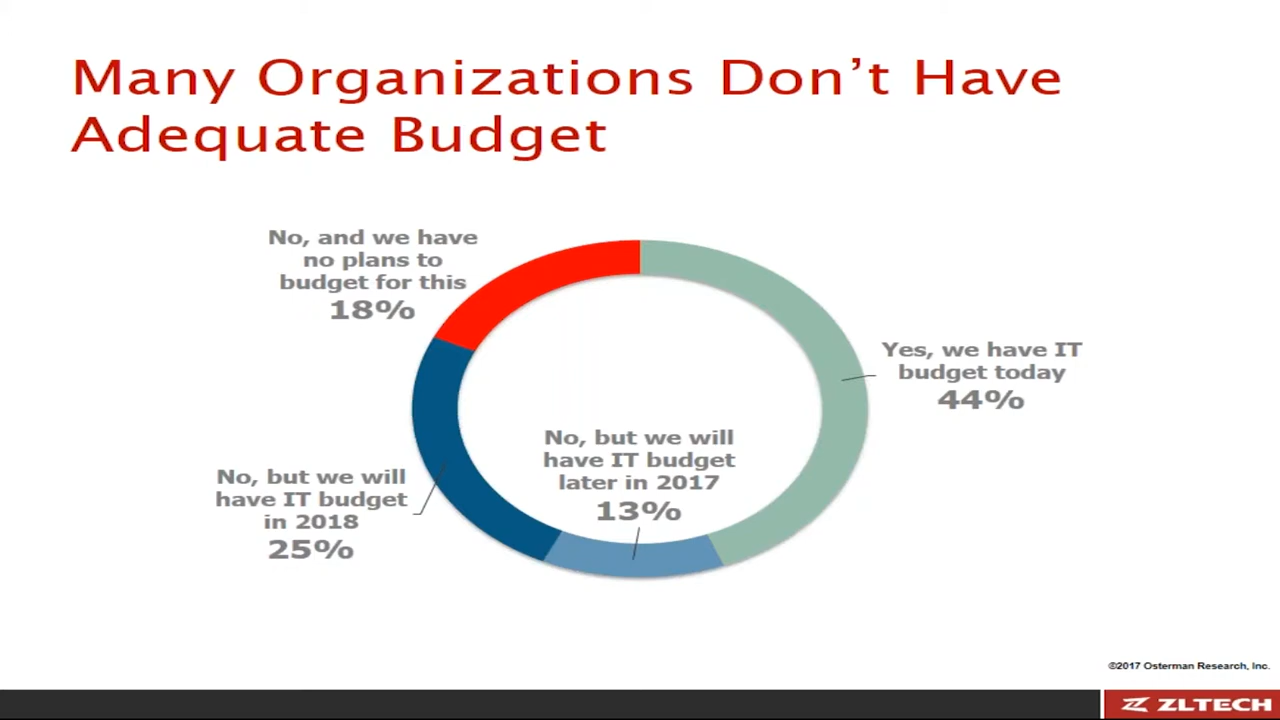 Many Organizations Don't Have
Adequate Budget
No, and we have
no plans to
budget for this
18%
Yes, we have IT
budget today
44%
No, but we will
have IT budget
later in 2017
13%
No, but we will
have IT budget
in 2018
25%
©2017 Osterman Research, Inc.
ZLTECH